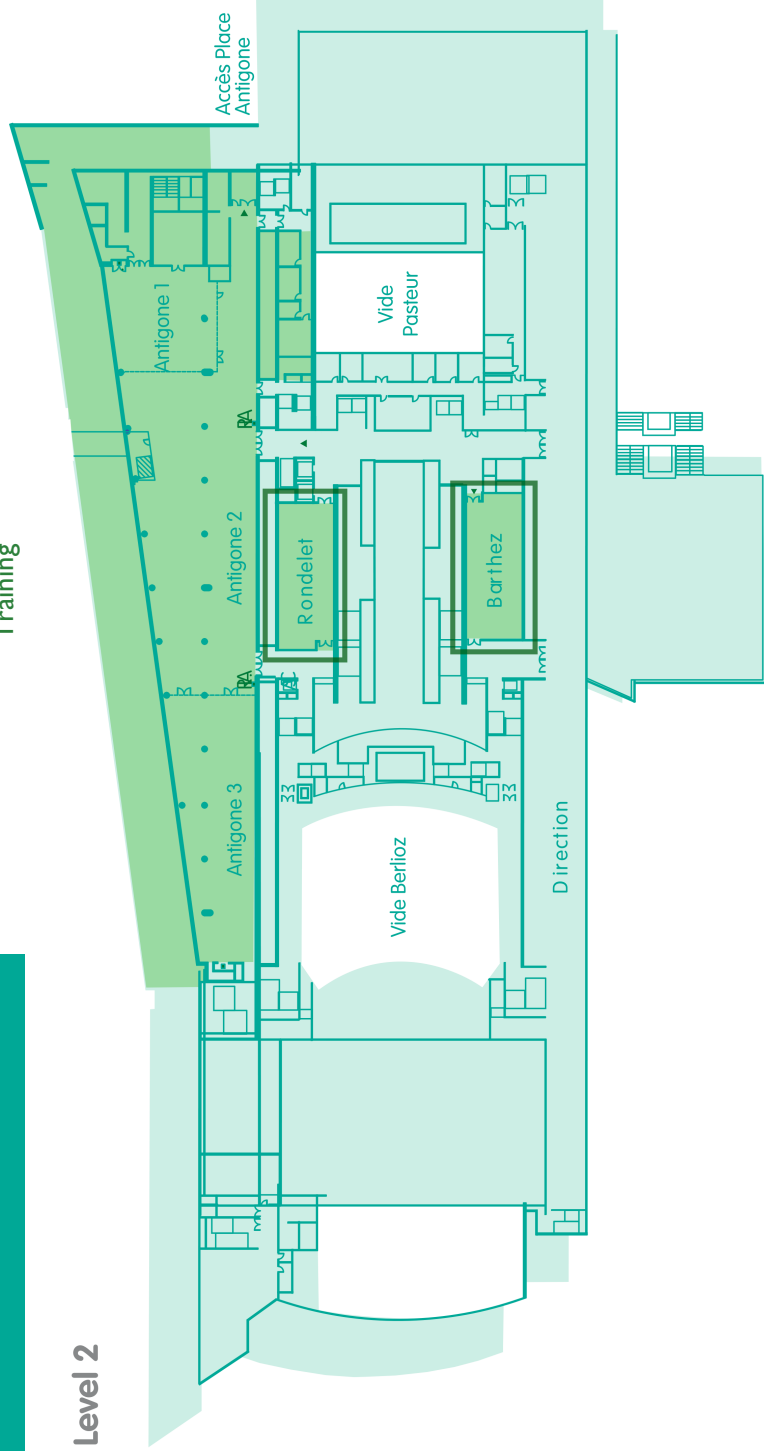 Level 2
Training
Accès Place
Antigone
Antigone 1
Antigone 2
Antigone 3
Rondelet
Barthez
Vide
Pasteur
Vide Berlioz
Direction